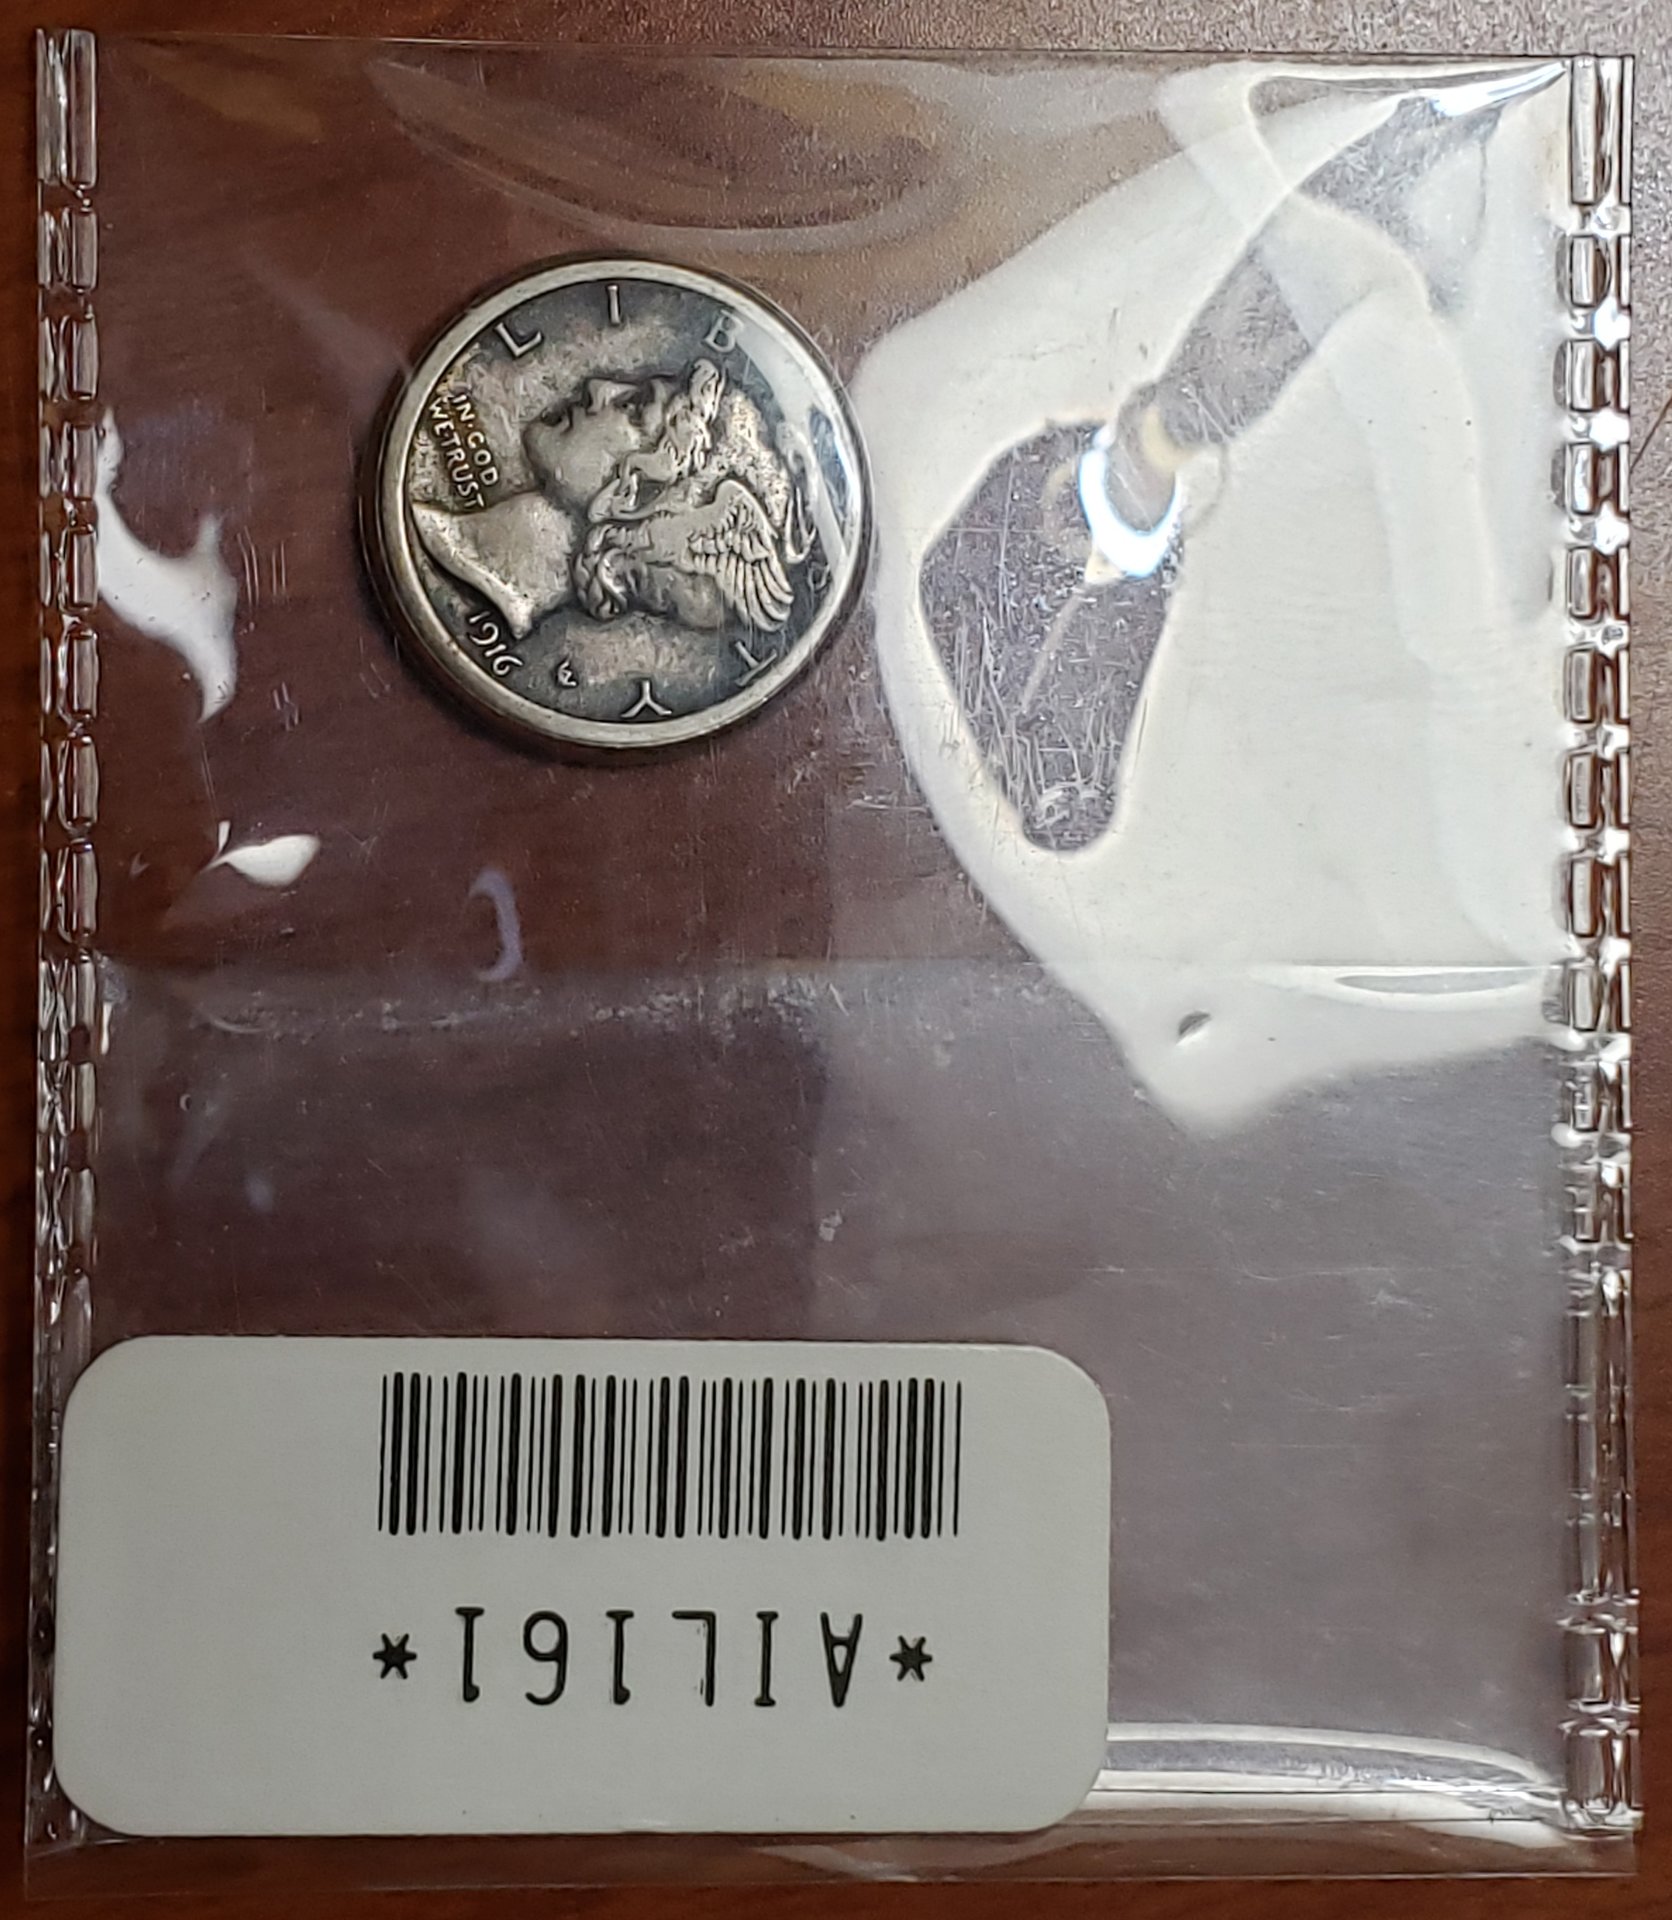 LIBERTY
IN·GOD
WE TRUST
1916
*AIL161*